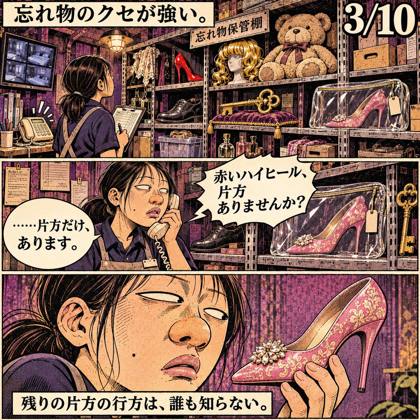 忘れ物のクセが強い。
3/10
忘れ物保管棚
赤いハイヒール、
片方
ありませんか?
……片方だけ、
あります。
残りの片方の行方は、誰も知らない。